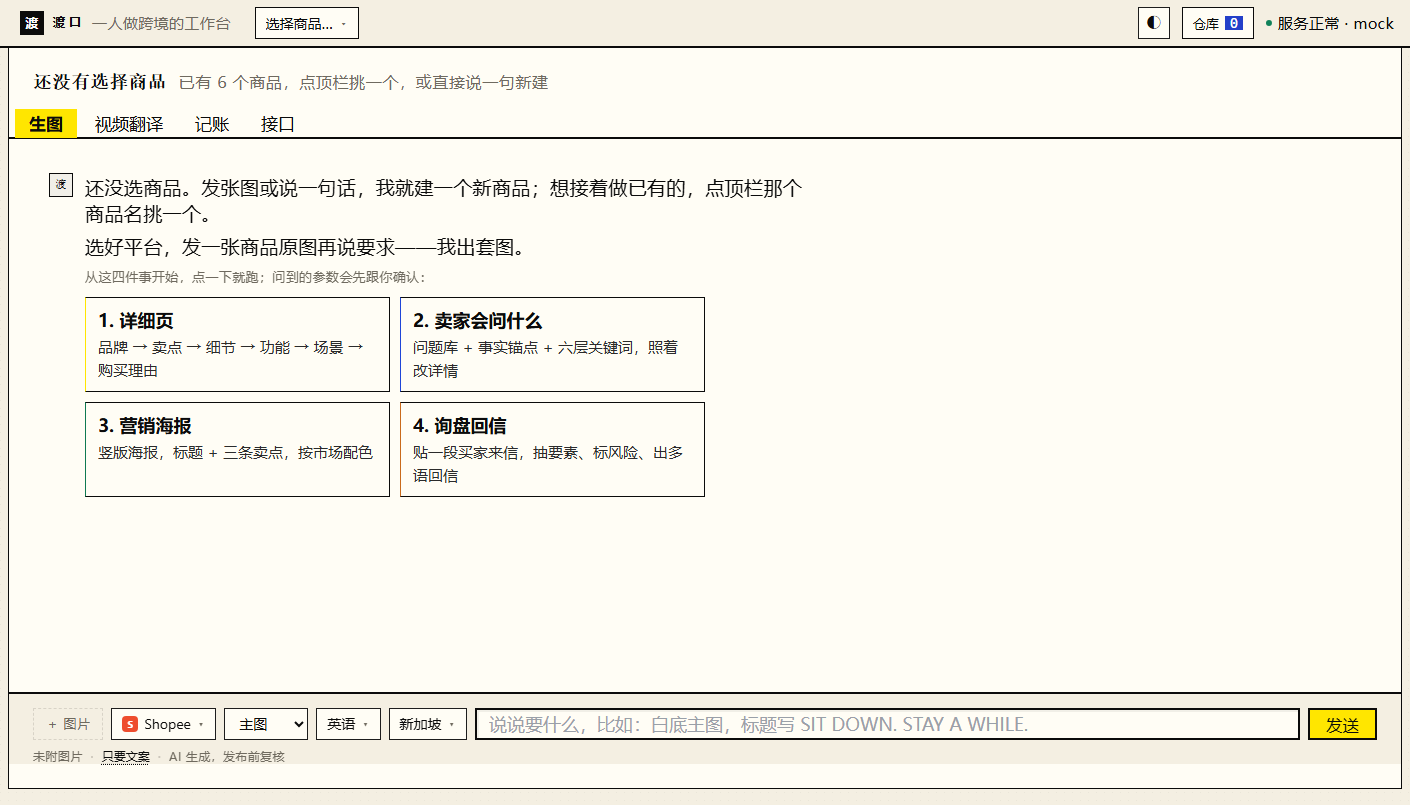 渡 渡口 一人做跨境的工作台 选择商品... 仓库 0 服务正常 · mock
还没有选择商品 已有 6 个商品，点顶栏挑一个，或直接说一句新建
生图 视频翻译 记账 接口
渡 还没选商品。发张图或说一句话，我就建一个新商品；想接着做已有的，点顶栏那个
商品名挑一个。
选好平台，发一张商品原图再说要求——我出套图。
从这四件事开始，点一下就跑；问到的参数会先跟你确认：
1. 详细页
品牌 → 卖点 → 细节 → 功能 → 场景 →
购买理由
2. 卖家会问什么
问题库 + 事实锚点 + 六层关键词，照着
改详情
3. 营销海报
竖版海报，标题 + 三条卖点，按市场配色
4. 询盘回信
贴一段买家来信，抽要素、标风险、出多
语回信
+ 图片 S Shopee 主图 英语 新加坡 说说要什么，比如：白底主图，标题写 SIT DOWN. STAY A WHILE. 发送
未附图片 · 只要文案 · AI 生成，发布前复核